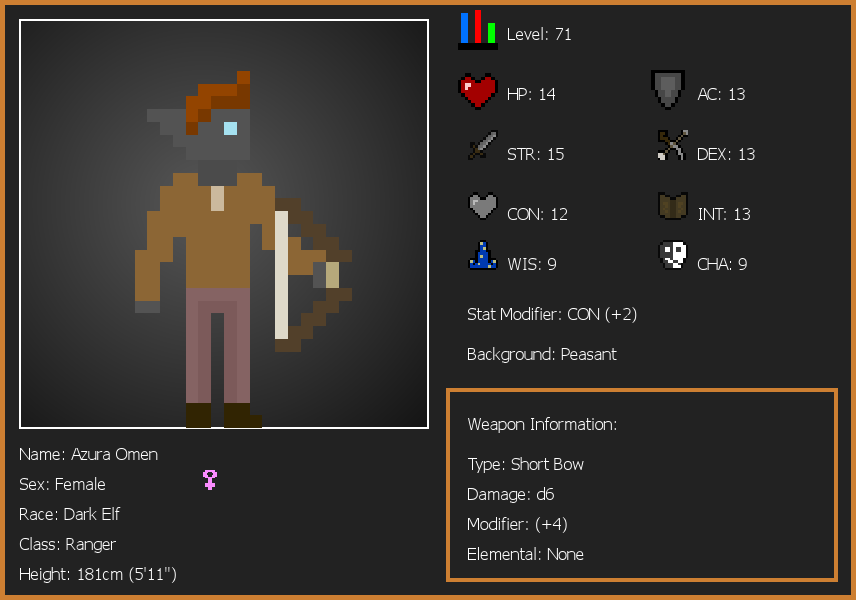 Level: 71
HP: 14
AC: 13
STR: 15
DEX: 13
CON: 12
INT: 13
WIS: 9
CHA: 9
Stat Modifier: CON (+2)
Background: Peasant
Weapon Information:
Type: Short Bow
Damage: d6
Modifier: (+4)
Elemental: None
Name: Azura Omen
Sex: Female
Race: Dark Elf
Class: Ranger
Height: 181cm (5'11")